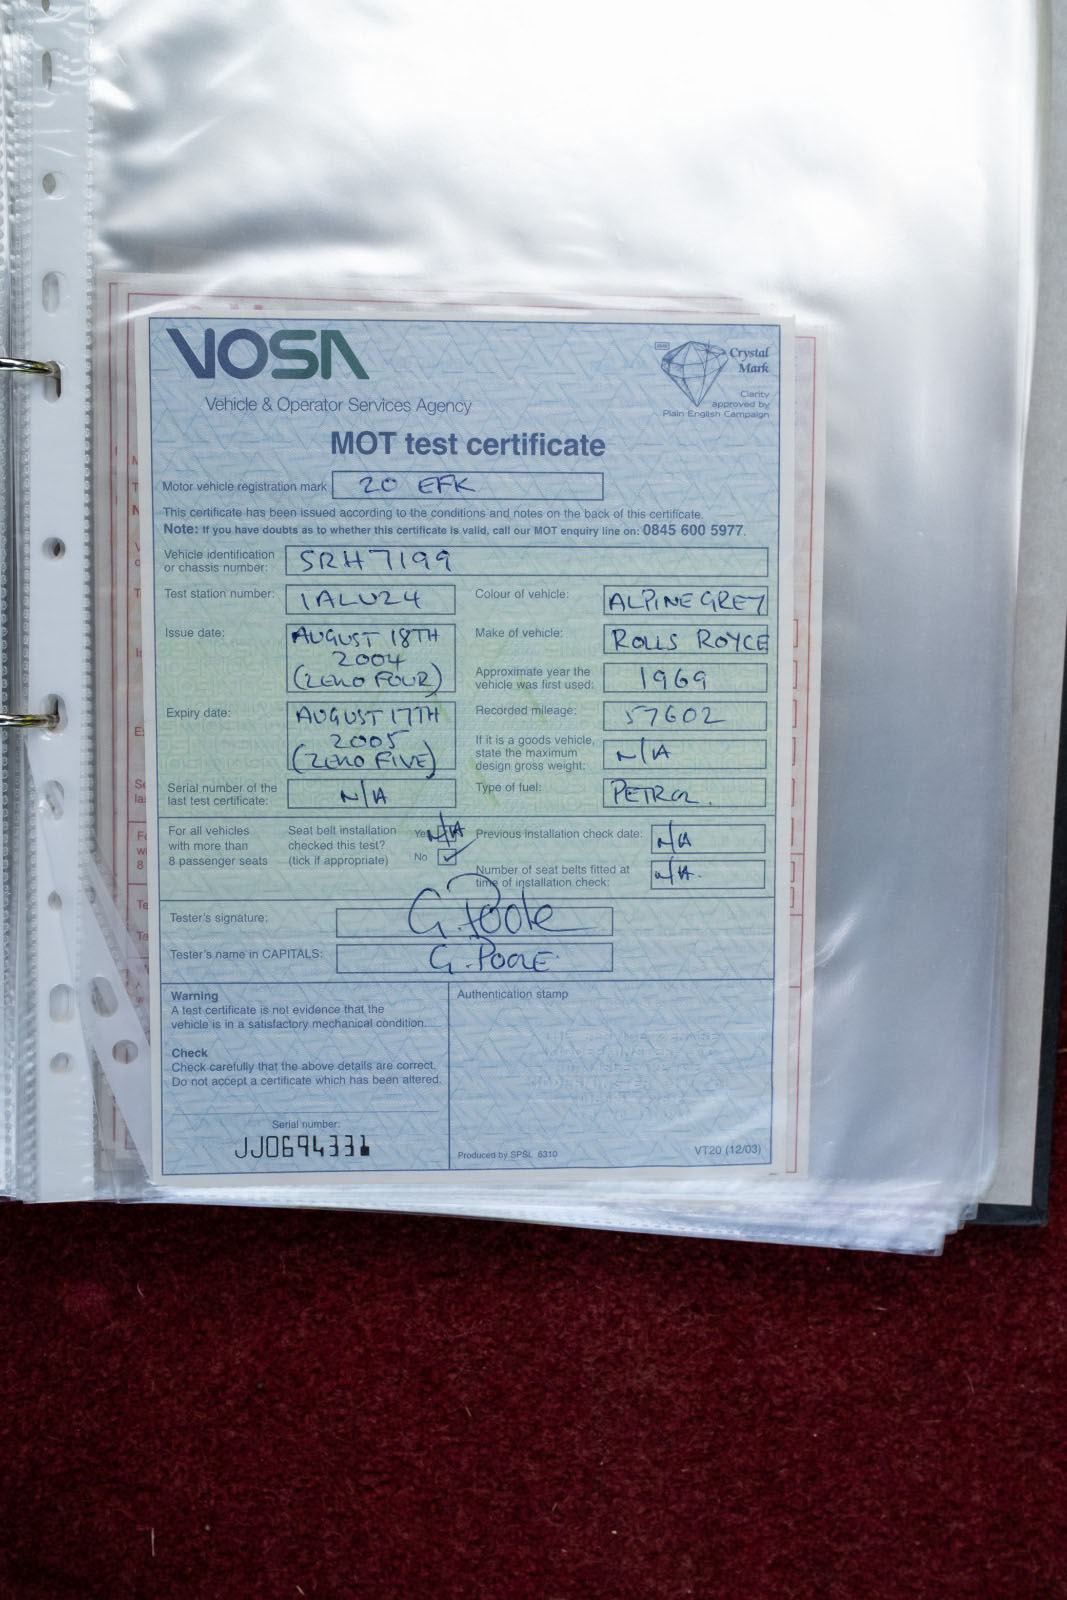 VOSA
Vehicle & Operator Services Agency
Crystal
Mark
Clarity
approved by
Plain English Campaign
MOT test certificate
Motor vehicle registration mark 20 EFK
This certificate has been issued according to the conditions and notes on the back of this certificate.
Note: If you have doubts as to whether this certificate is valid, call our MOT enquiry line on: 0845 600 5977.
Vehicle identification
or chassis number: SRH7199
Test station number: 1ALU24
Colour of vehicle: ALPINE GREY
Issue date: AUGUST 18TH
2004
(ZERO FOUR)
Make of vehicle: ROLLS ROYCE
Approximate year the
vehicle was first used: 1969
Expiry date: AUGUST 17TH
2005
(ZERO FIVE)
Recorded mileage: 57602
If it is a goods vehicle,
state the maximum
design gross weight: N/A
Serial number of the
last test certificate: N/A
Type of fuel: PETROL.
For all vehicles
with more than
8 passenger seats
Seat belt installation
checked this test?
(tick if appropriate)
Yes N/A
No
Previous installation check date: N/A
Number of seat belts fitted at
time of installation check: N/A.
Tester's signature: G. Poole
Tester's name in CAPITALS: G. POOLE
Warning
A test certificate is not evidence that the
vehicle is in a satisfactory mechanical condition.
Check
Check carefully that the above details are correct.
Do not accept a certificate which has been altered.
Serial number:
JJ0694331
Authentication stamp
Produced by SPSL 6310
VT20 (12/03)